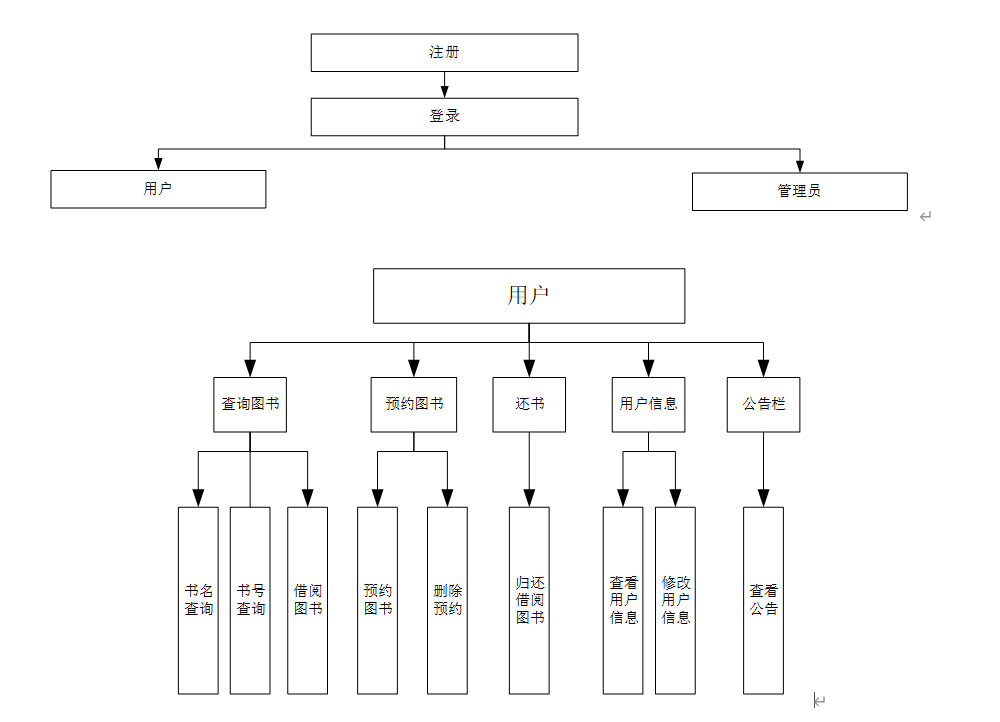 注册
登录
用户
管理员
用户
查询图书
预约图书
还书
用户信息
公告栏
书名
查询
书号
查询
借阅
图书
预约
图书
删除
预约
归还
借阅
图书
查看
用户
信息
修改
用户
信息
查看
公告